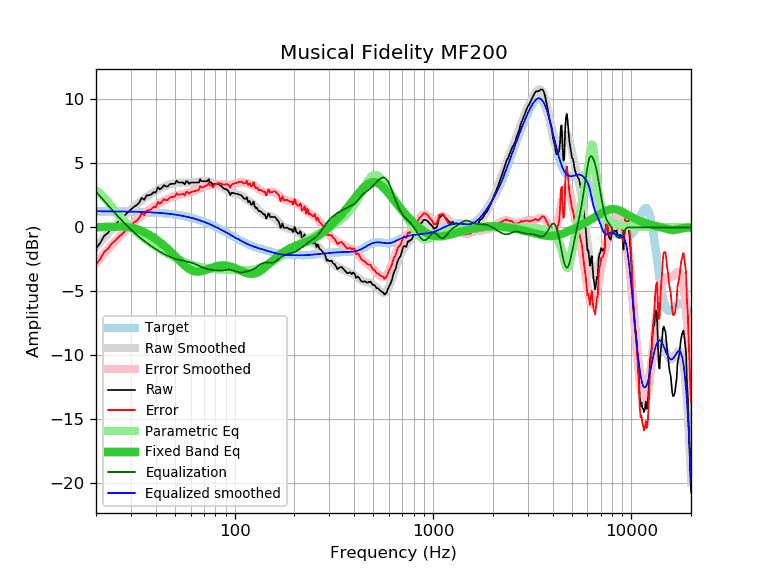 Musical Fidelity MF200
Amplitude (dBr)
10
5
0
−5
−10
−15
−20
Target
Raw Smoothed
Error Smoothed
Raw
Error
Parametric Eq
Fixed Band Eq
Equalization
Equalized smoothed
100
1000
10000
Frequency (Hz)